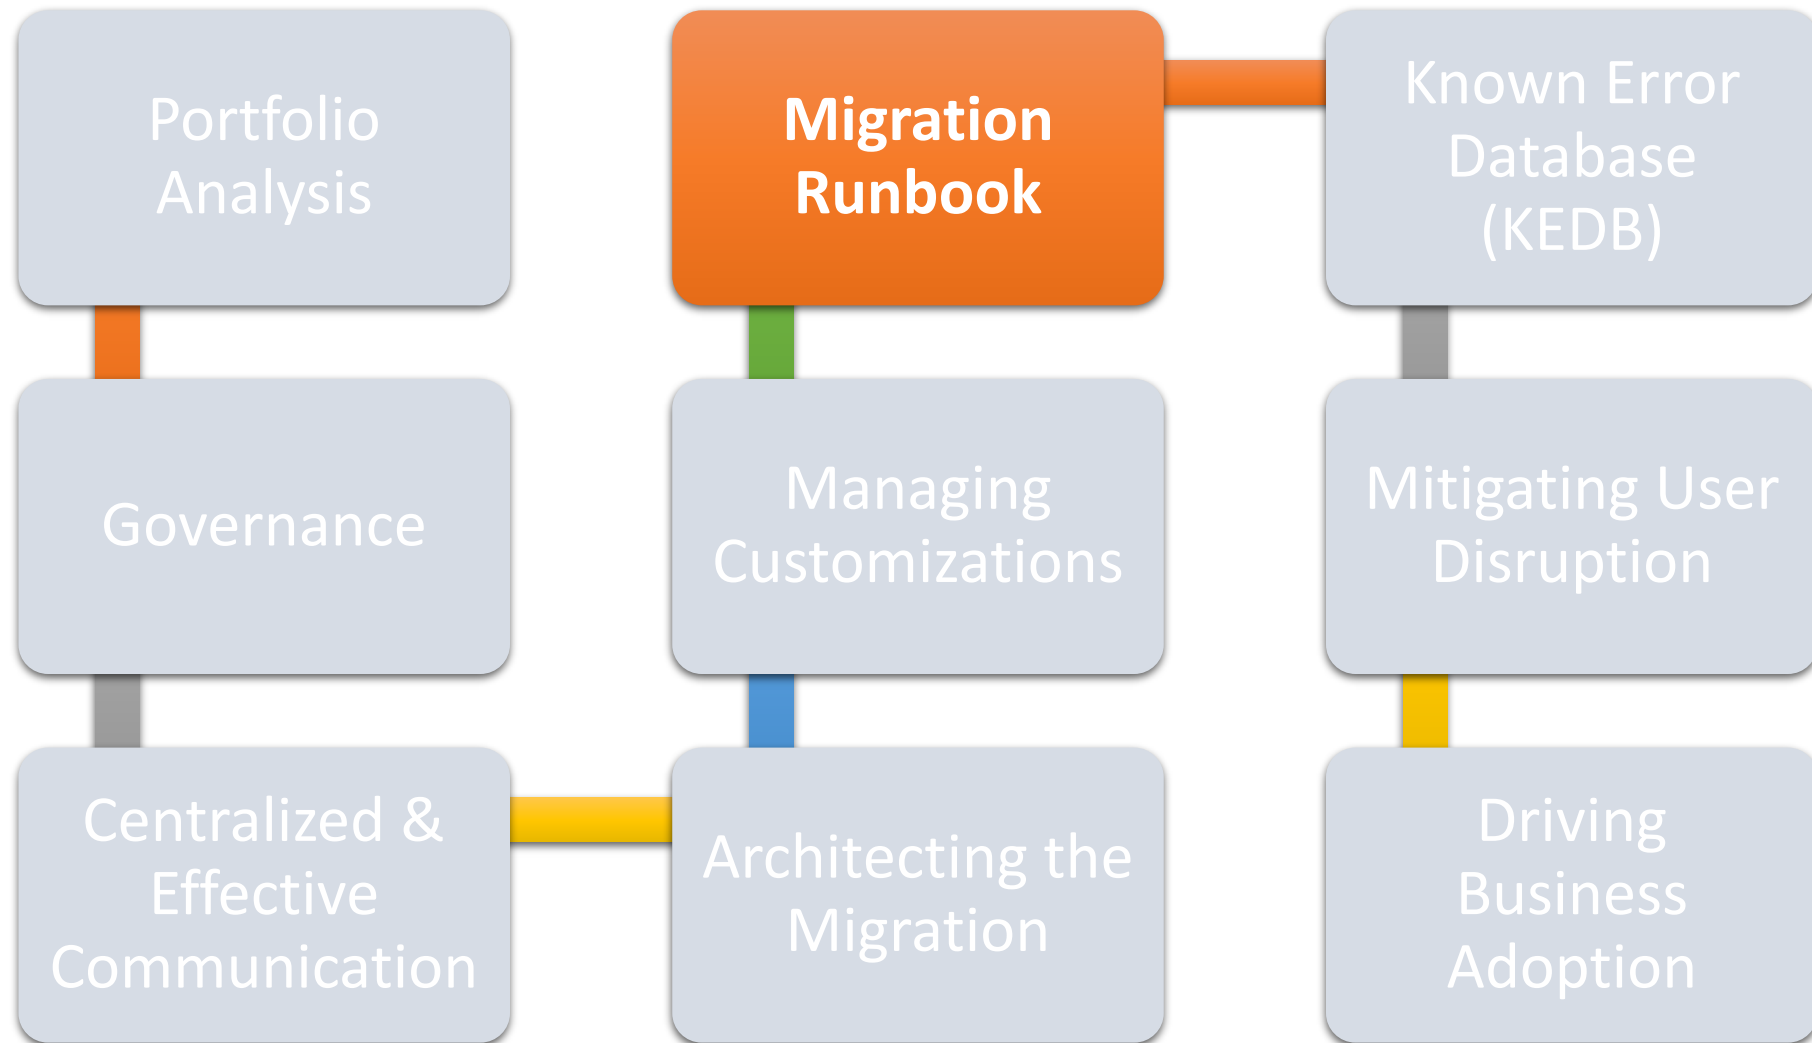 Portfolio
Analysis
Governance
Centralized &
Effective
Communication
Architecting the
Migration
Managing
Customizations
Migration
Runbook
Known Error
Database
(KEDB)
Mitigating User
Disruption
Driving
Business
Adoption